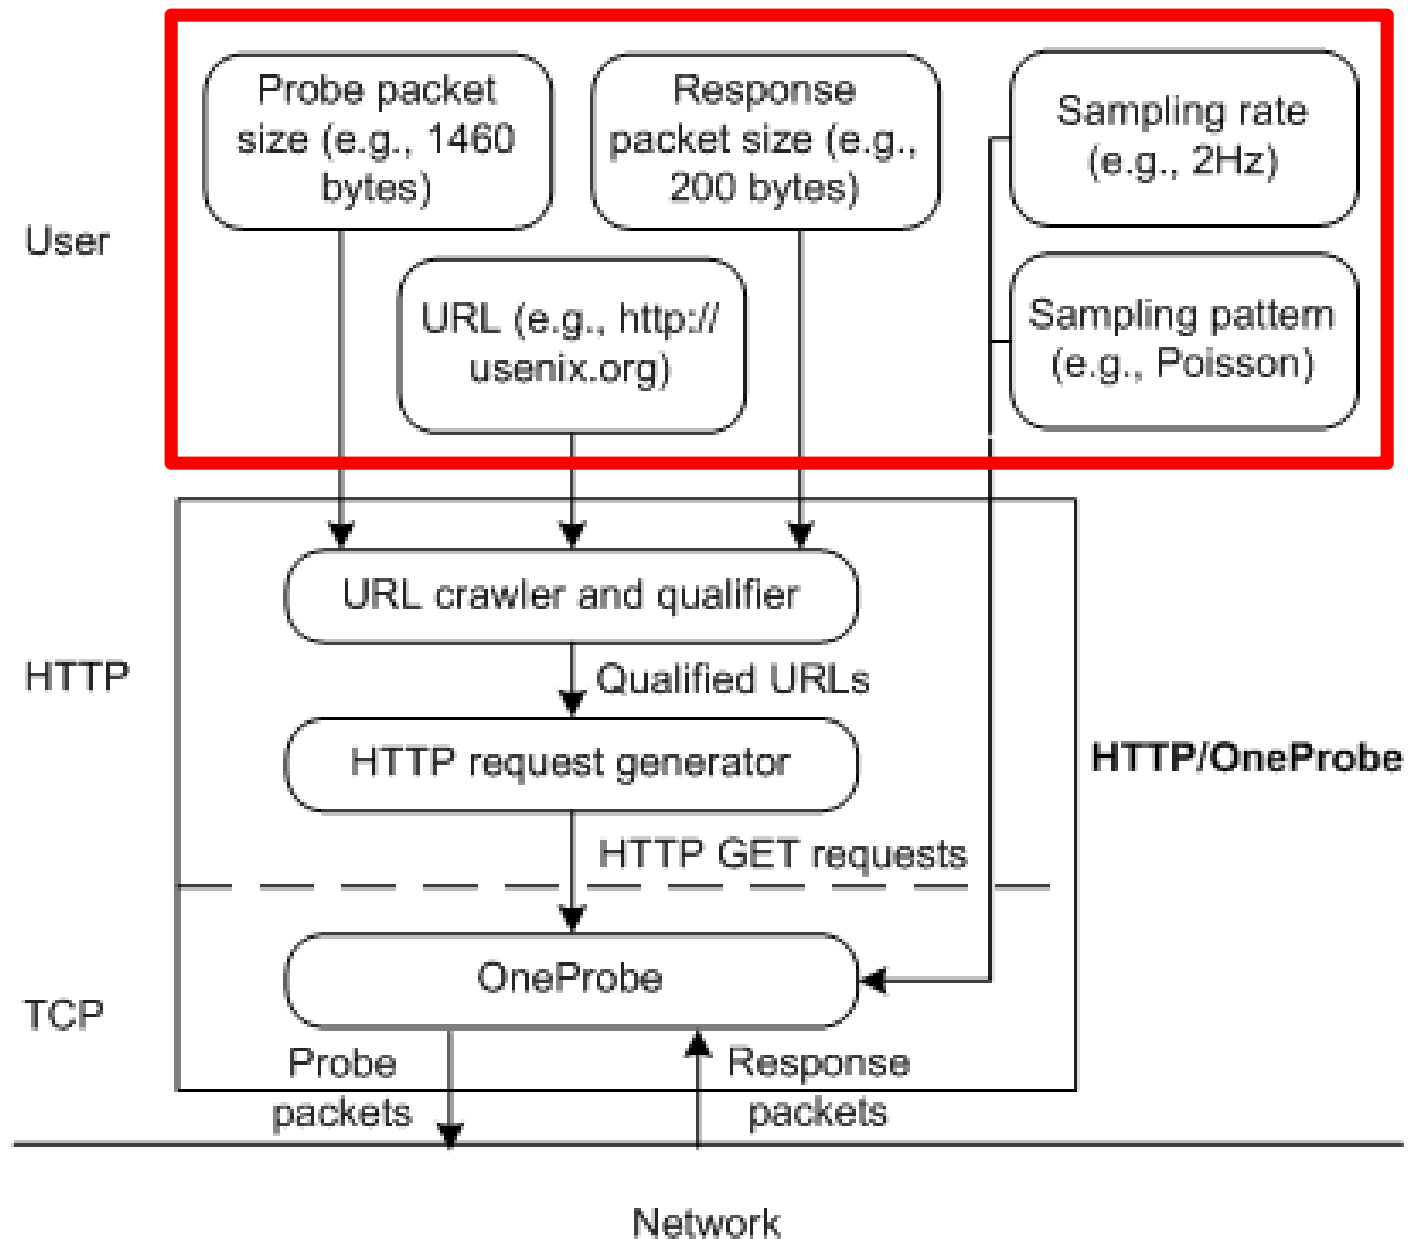 Probe packet
size (e.g., 1460
bytes)
Response
packet size (e.g.,
200 bytes)
Sampling rate
(e.g., 2Hz)
User
URL (e.g., http://
usenix.org)
Sampling pattern
(e.g., Poisson)
URL crawler and qualifier
HTTP
Qualified URLs
HTTP request generator
HTTP/OneProbe
HTTP GET requests
OneProbe
TCP
Probe
packets
Response
packets
Network